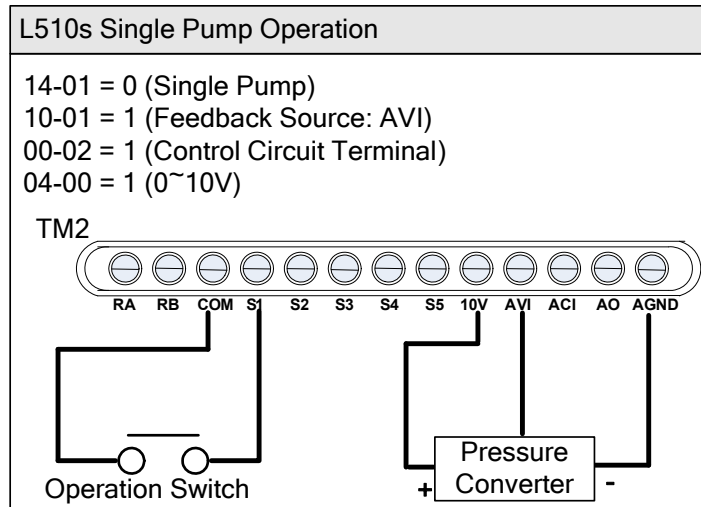 L510s Single Pump Operation
14-01 = 0 (Single Pump)
10-01 = 1 (Feedback Source: AVI)
00-02 = 1 (Control Circuit Terminal)
04-00 = 1 (0~10V)
TM2
RA RB COM S1 S2 S3 S4 S5 10V AVI ACI AO AGND
Pressure
Operation Switch + Converter -